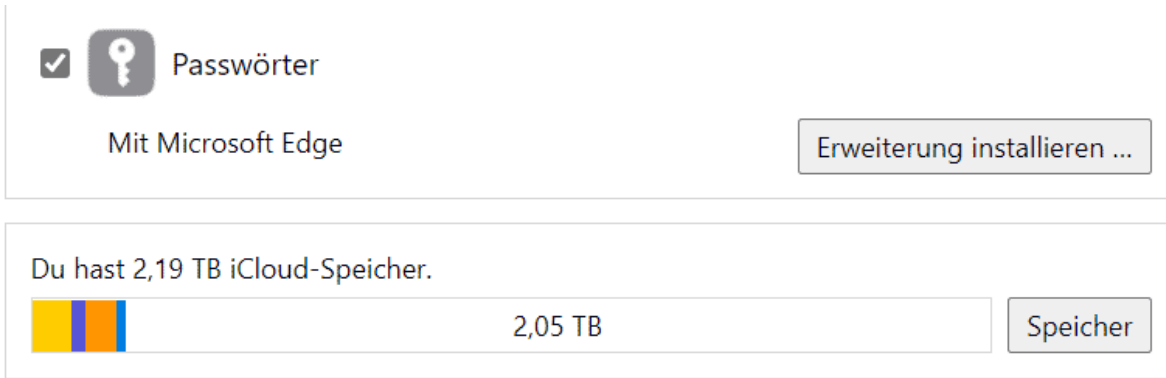 Passwörter
Mit Microsoft Edge
Erweiterung installieren ...
Du hast 2,19 TB iCloud-Speicher.
2,05 TB
Speicher